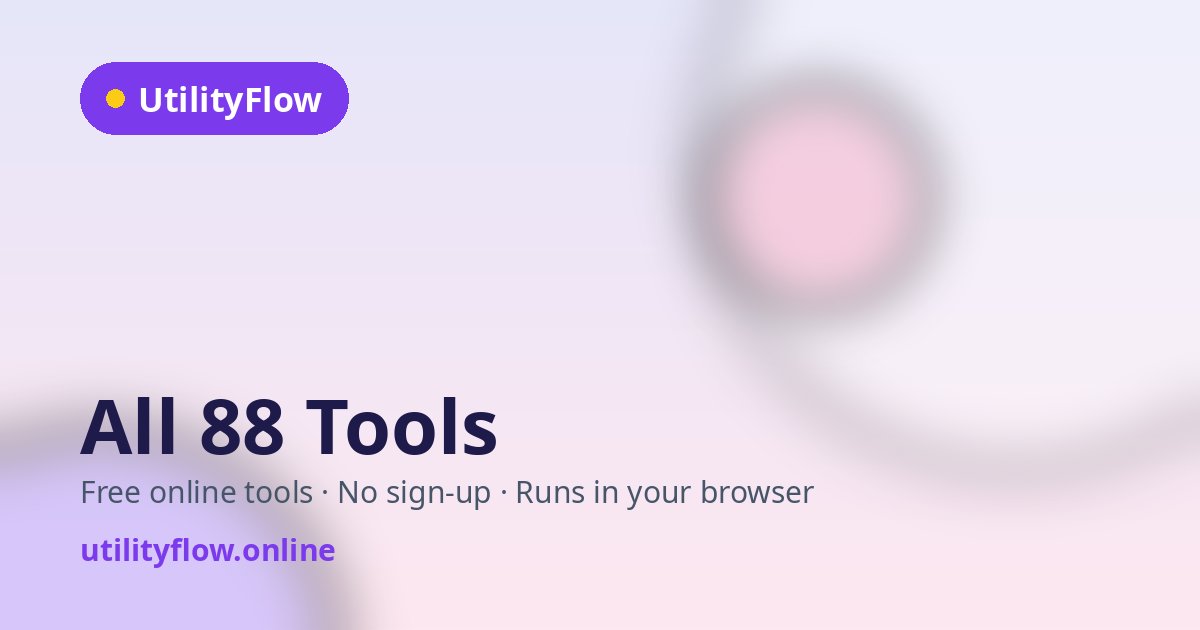 UtilityFlow
All 88 Tools
Free online tools · No sign-up · Runs in your browser
utilityflow.online